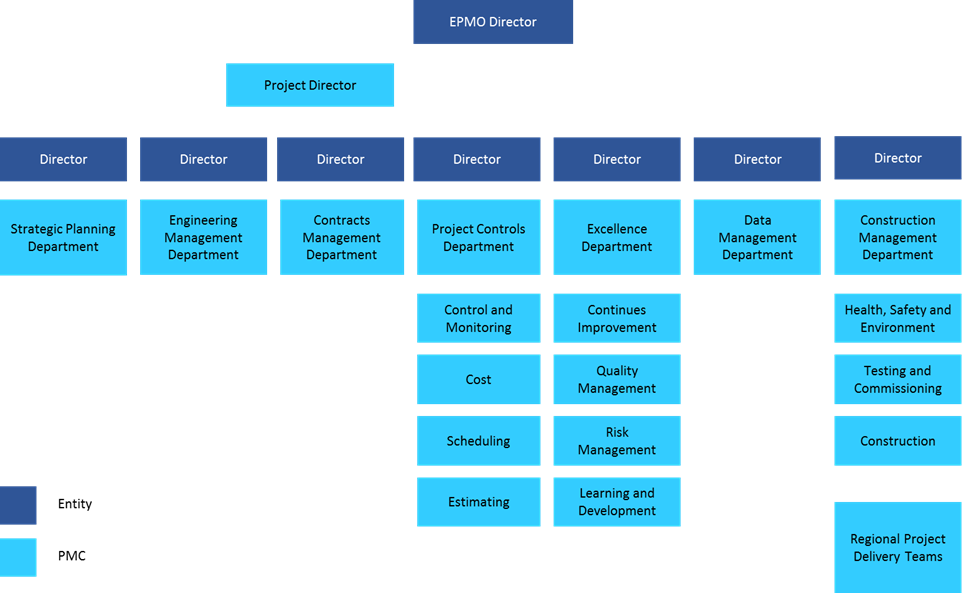 EPMO Director
Project Director
Director
Director
Director
Director
Director
Director
Director
Strategic Planning
Department
Engineering
Management
Department
Contracts
Management
Department
Project Controls
Department
Excellence
Department
Data
Management
Department
Construction
Management
Department
Control and
Monitoring
Continues
Improvement
Health, Safety and
Environment
Cost
Quality
Management
Testing and
Commissioning
Scheduling
Risk
Management
Construction
Estimating
Learning and
Development
Entity
Regional Project
Delivery Teams
PMC